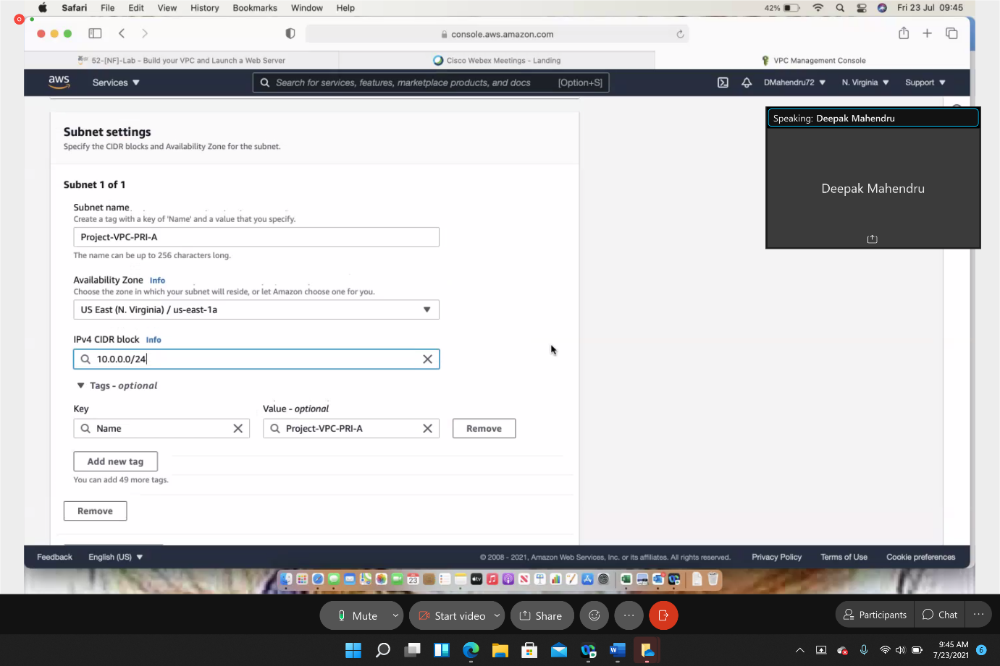 Safari File Edit View History Bookmarks Window Help
42% Fri 23 Jul 09:45
console.aws.amazon.com
52-[NF]-Lab - Build your VPC and Launch a Web Server
Cisco Webex Meetings - Landing
VPC Management Console
aws Services
Search for services, features, marketplace products, and docs [Option+S]
DMahendru72 N. Virginia Support
Speaking: Deepak Mahendru
Deepak Mahendru
Subnet settings
Specify the CIDR blocks and Availability Zone for the subnet.
Subnet 1 of 1
Subnet name
Create a tag with a key of 'Name' and a value that you specify.
Project-VPC-PRI-A
The name can be up to 256 characters long.
Availability Zone Info
Choose the zone in which your subnet will reside, or let Amazon choose one for you.
US East (N. Virginia) / us-east-1a
IPv4 CIDR block Info
10.0.0.0/24
Tags - optional
Key Value - optional
Name Project-VPC-PRI-A Remove
Add new tag
You can add 49 more tags.
Remove
Feedback English (US) © 2008 - 2021, Amazon Web Services, Inc. or its affiliates. All rights reserved. Privacy Policy Terms of Use Cookie preferences
23
tv
Mute Start video Share Participants Chat
9:45 AM
7/23/2021
6